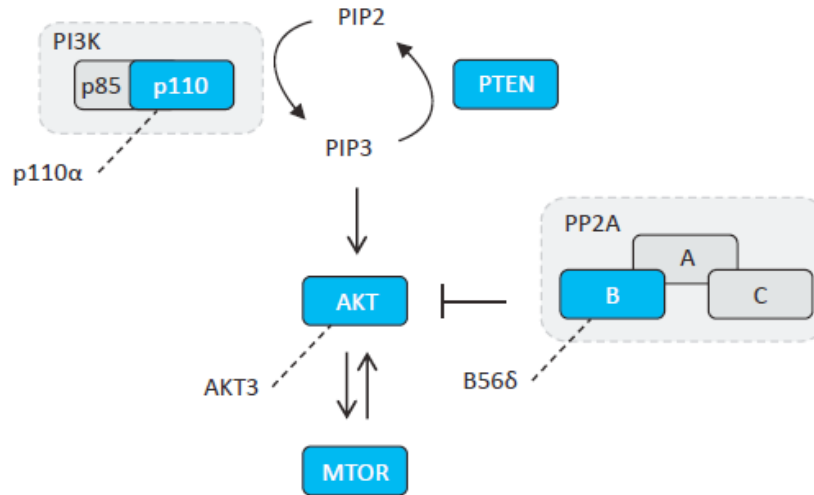 PIP2
PI3K
p85
p110
PTEN
PIP3
p110α
PP2A
A
B
C
AKT
AKT3
B56δ
MTOR